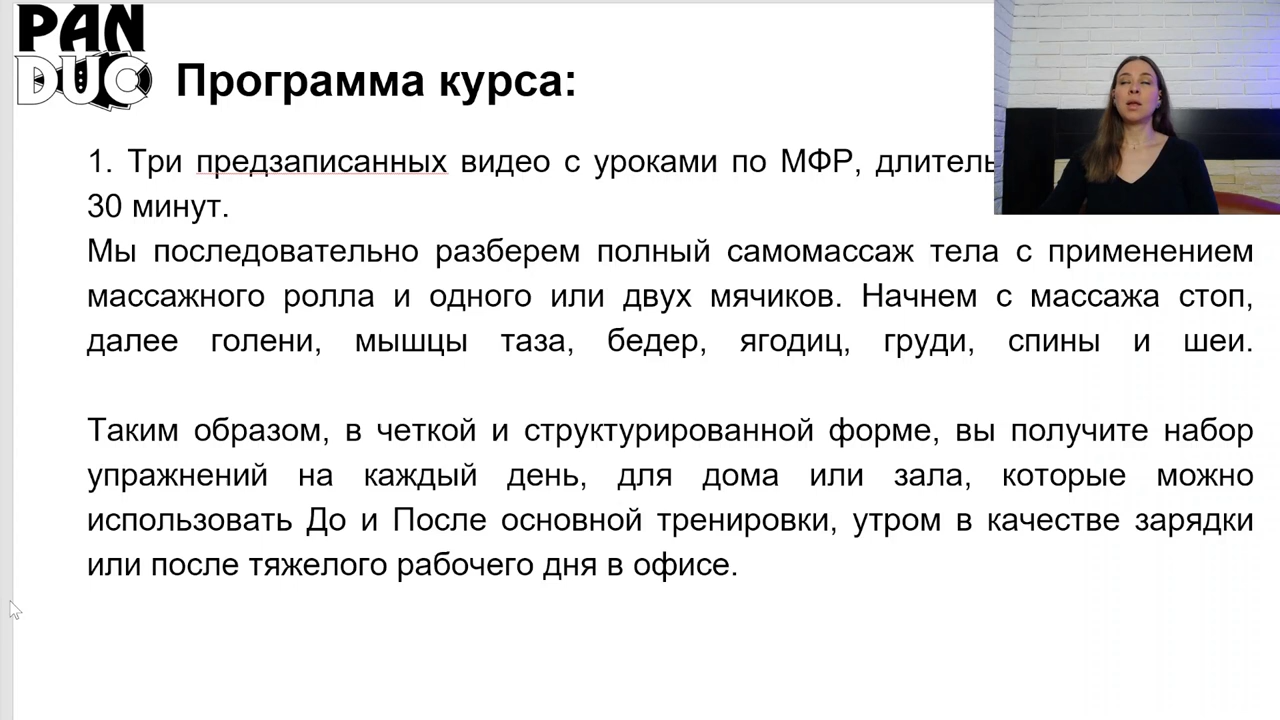 PAN
DUC
Программа курса:
1. Три предзаписанных видео с уроками по МФР,
30 минут.
Мы последовательно разберем полный самомассаж тела с применением
массажного ролла и одного или двух мячиков. Начнем с массажа стоп,
далее голени, мышцы таза, бедер, ягодиц, груди, спины и шеи.
Таким образом, в четкой и структурированной форме, вы получите набор
упражнений на каждый день, для дома или зала, которые можно
использовать До и После основной тренировки, утром в качестве зарядки
или после тяжелого рабочего дня в офисе.